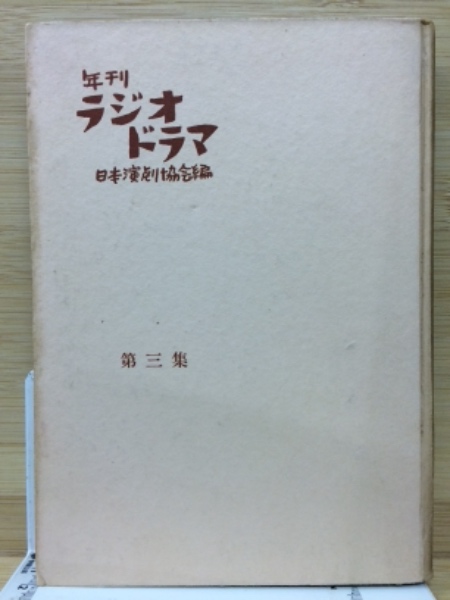 年刊
ラジオ
ドラマ
日本演劇協会編
第三集